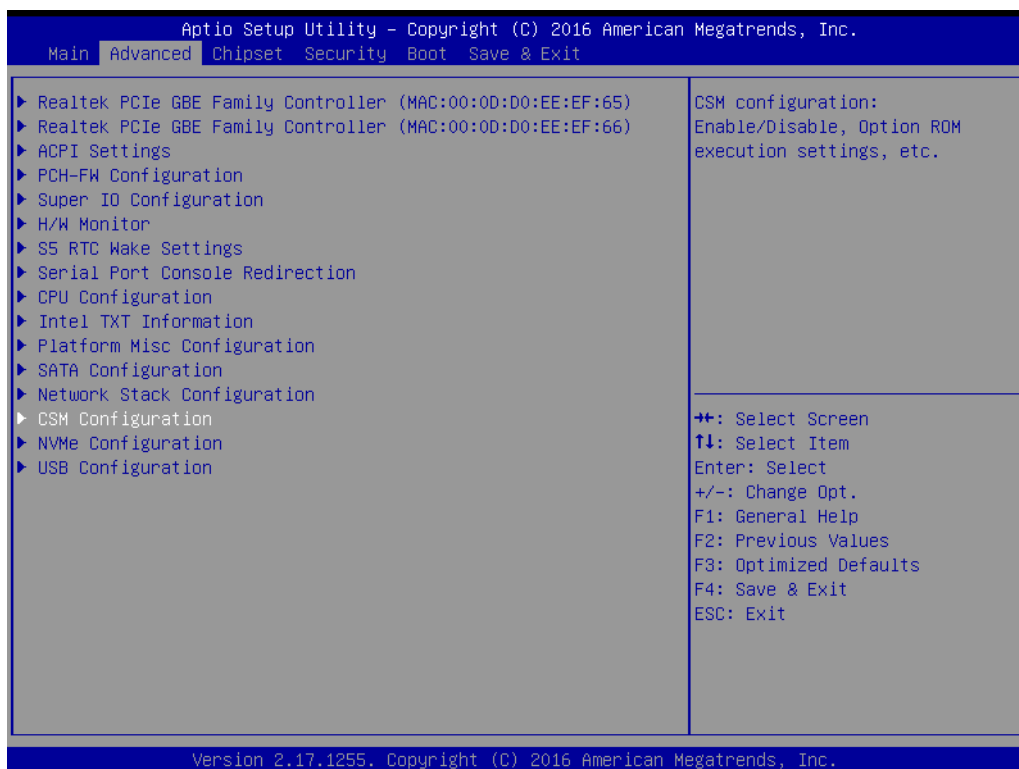 Aptio Setup Utility – Copyright (C) 2016 American Megatrends, Inc.
Main Advanced Chipset Security Boot Save & Exit
▶ Realtek PCIe GBE Family Controller (MAC:00:0D:D0:EE:EF:65)
▶ Realtek PCIe GBE Family Controller (MAC:00:0D:D0:EE:EF:66)
▶ ACPI Settings
▶ PCH-FW Configuration
▶ Super IO Configuration
▶ H/W Monitor
▶ S5 RTC Wake Settings
▶ Serial Port Console Redirection
▶ CPU Configuration
▶ Intel TXT Information
▶ Platform Misc Configuration
▶ SATA Configuration
▶ Network Stack Configuration
▶ CSM Configuration
▶ NVMe Configuration
▶ USB Configuration
CSM configuration:
Enable/Disable, Option ROM
execution settings, etc.
→←: Select Screen
↑↓: Select Item
Enter: Select
+/-: Change Opt.
F1: General Help
F2: Previous Values
F3: Optimized Defaults
F4: Save & Exit
ESC: Exit
Version 2.17.1255. Copyright (C) 2016 American Megatrends, Inc.